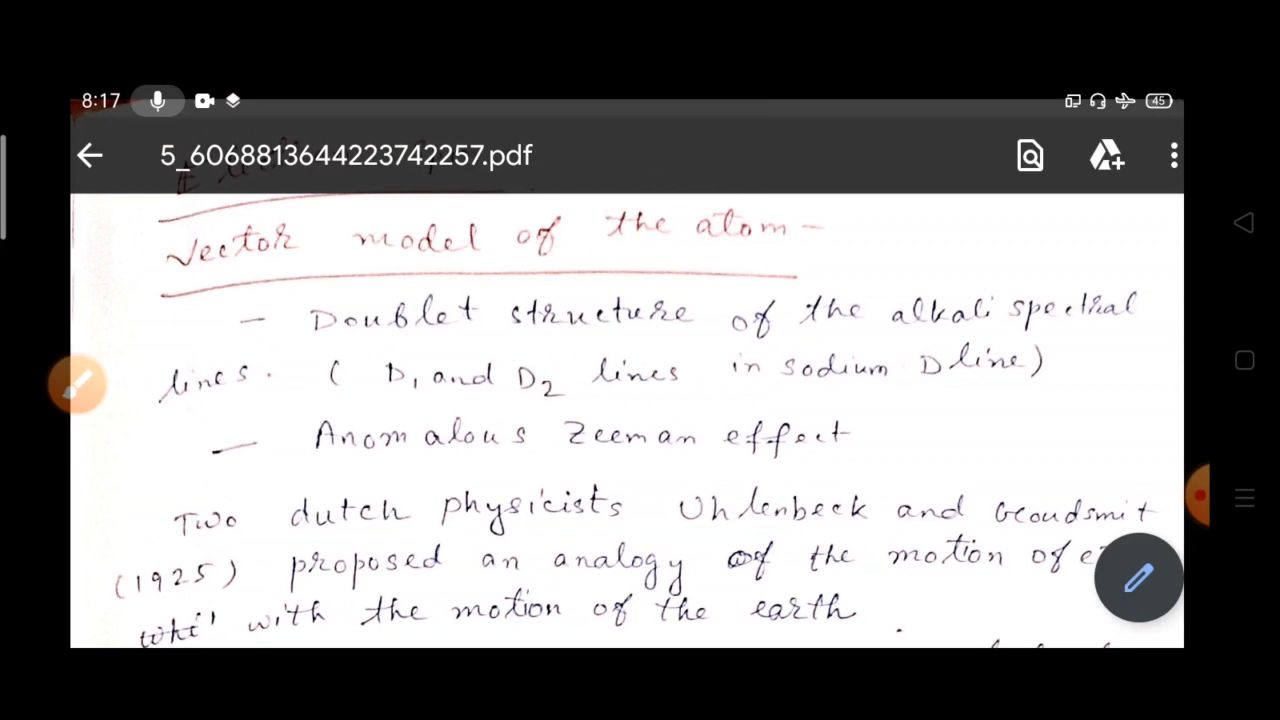 8:17
45
5_6068813644223742257.pdf
Vector model of the atom -
- Doublet structure of the alkali spectral
lines. ( D1 and D2 lines in sodium D line)
- Anomalous Zeeman effect
Two dutch physicists Uhlenbeck and Goudsmit
(1925) proposed an analogy of the motion of
with the motion of the earth